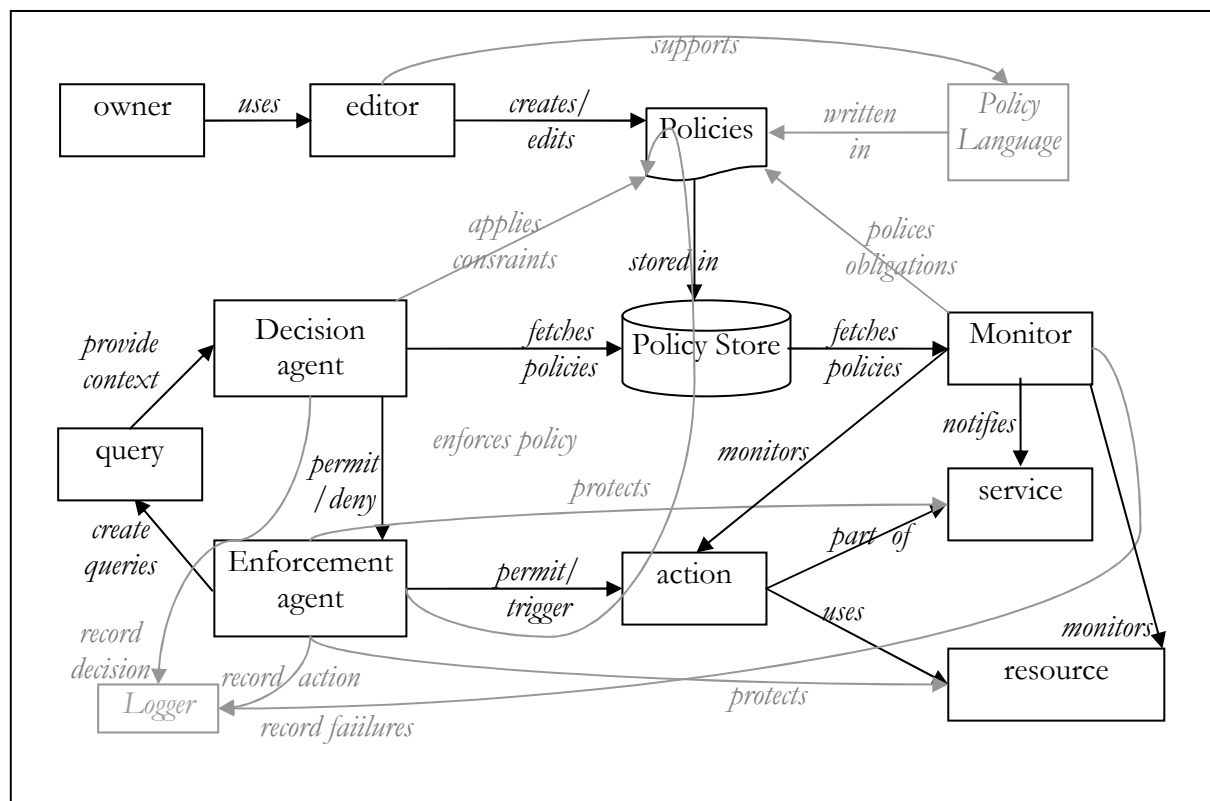 supports
owner
uses
editor
creates/
edits
Policies
written
in
Policy
Language
applies
consraints
stored in
polices
obligations
Decision
agent
provide
context
fetches
policies
Policy Store
fetches
policies
Monitor
query
permit
/deny
enforces policy
monitors
notifies
service
protects
create
queries
Enforcement
agent
permit/
trigger
action
part of
uses
monitors
resource
record
decision
record action
protects
Logger
record faiilures